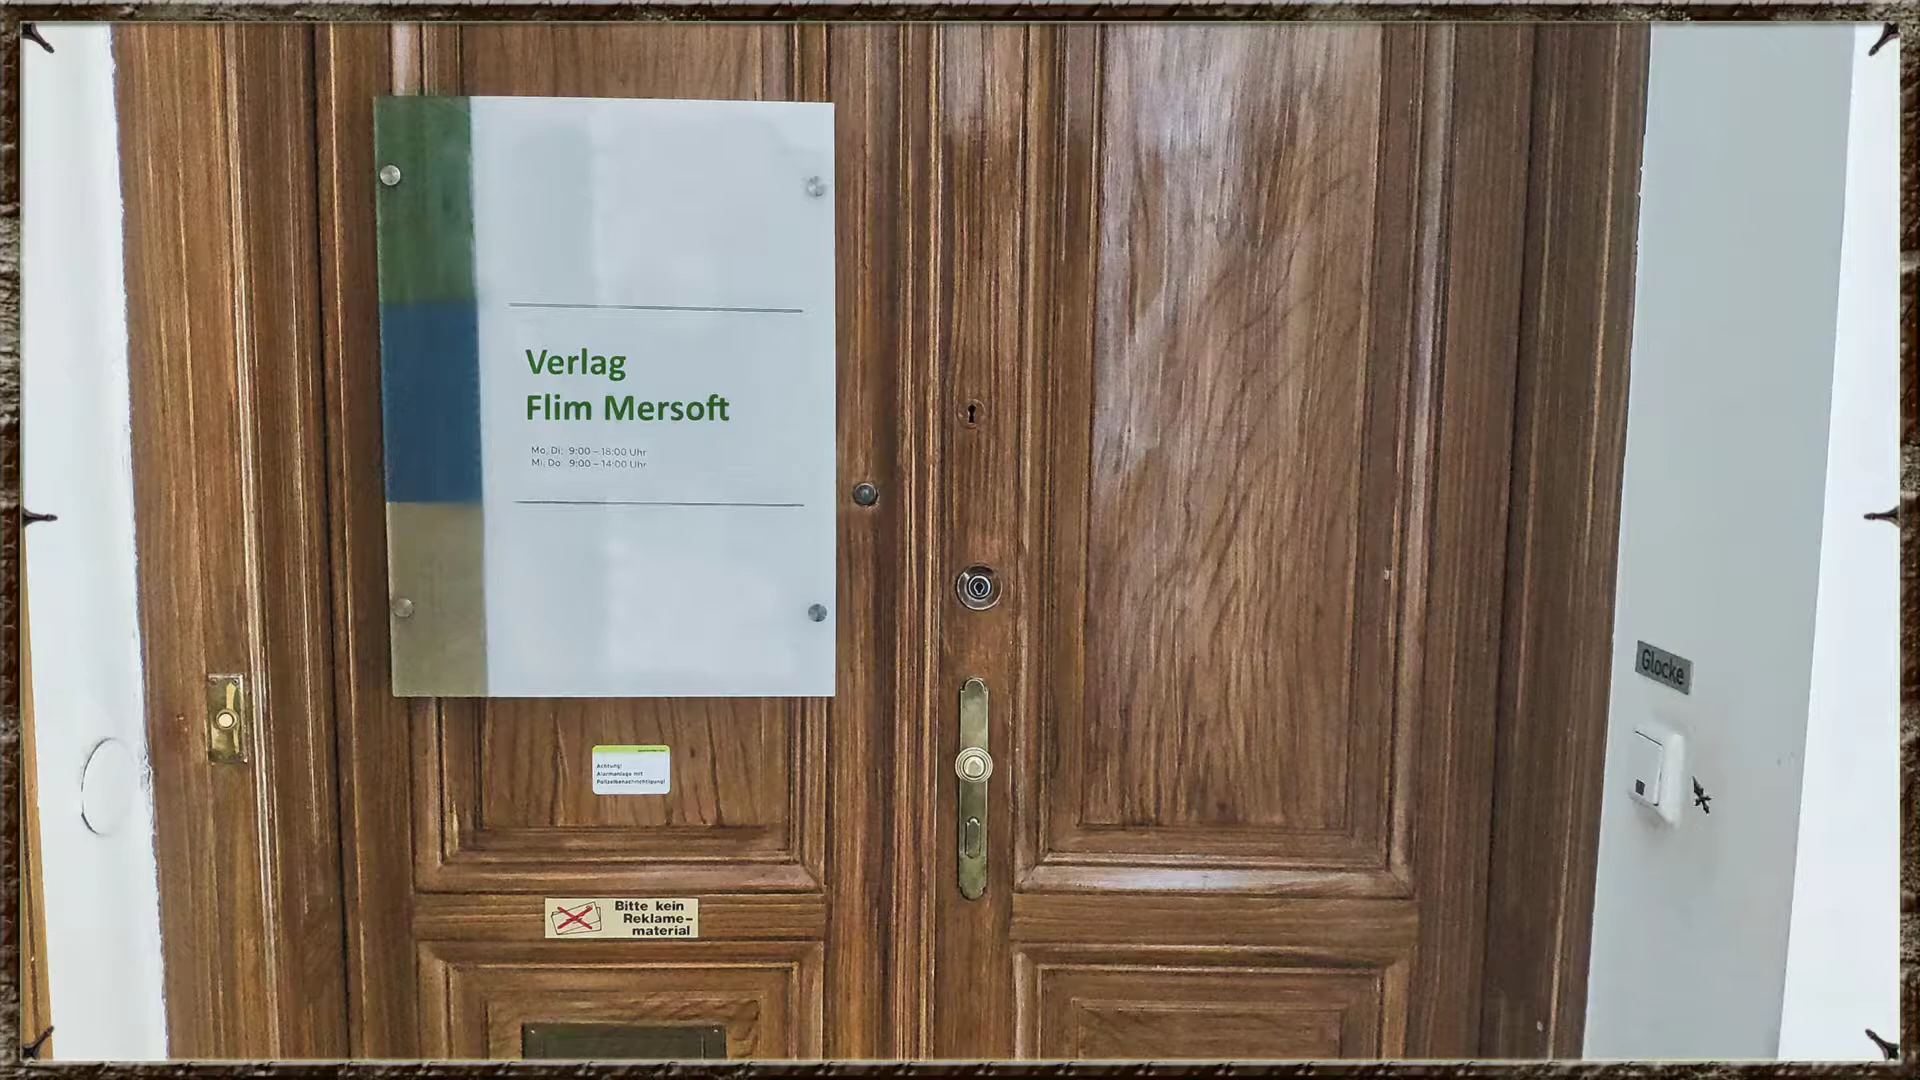 Verlag
Flim Mersoft
Mo, Di: 9:00 – 18:00 Uhr
Mi, Do: 9:00 – 14:00 Uhr
Glocke
Achtung!
Alarmanlage mit
Polizeibenachrichtigung!
Bitte kein
Reklame-
material